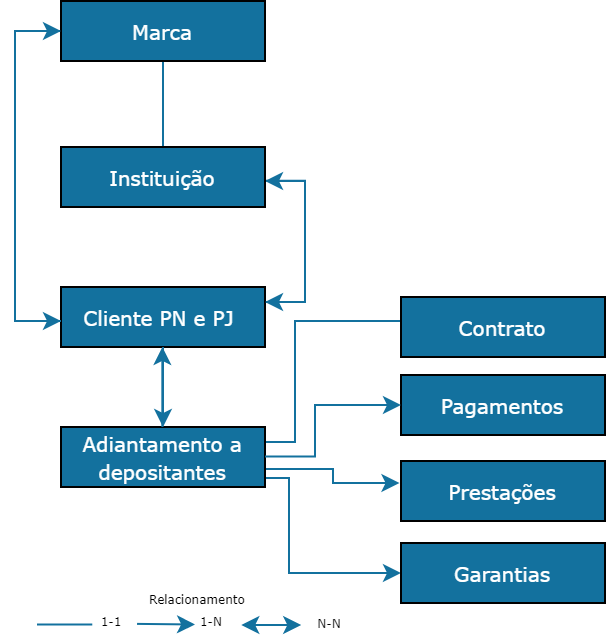 Marca
Instituição
Cliente PN e PJ
Contrato
Pagamentos
Adiantamento a
depositantes
Prestações
Garantias
Relacionamento
1-1
1-N
N-N